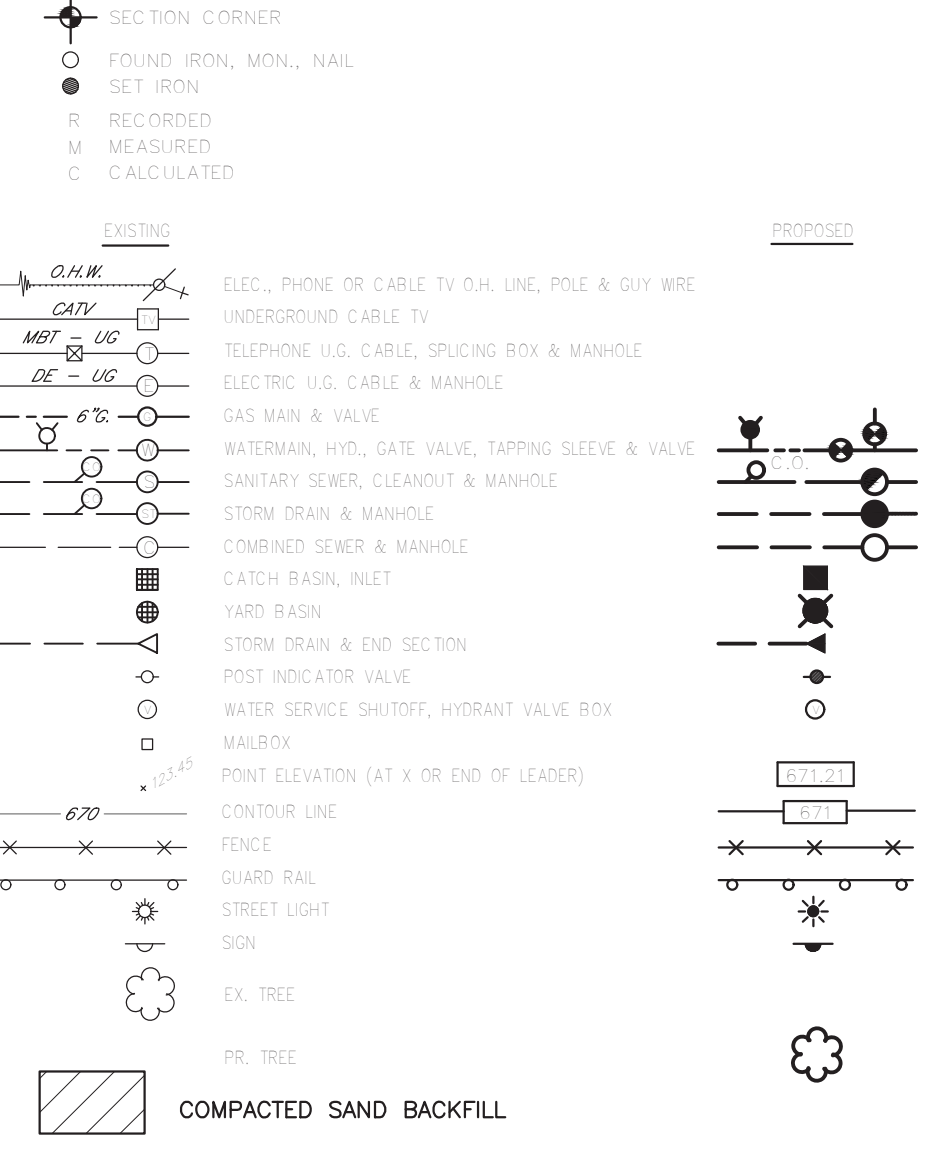 SECTION CORNER
FOUND IRON, MON., NAIL
SET IRON
R RECORDED
M MEASURED
C CALCULATED
EXISTING PROPOSED
O.H.W. ELEC., PHONE OR CABLE TV O.H. LINE, POLE & GUY WIRE
CATV TV UNDERGROUND CABLE TV
MBT - UG T TELEPHONE U.G. CABLE, SPLICING BOX & MANHOLE
DE - UG E ELECTRIC U.G. CABLE & MANHOLE
6"G. G GAS MAIN & VALVE
W WATERMAIN, HYD., GATE VALVE, TAPPING SLEEVE & VALVE
CO S SANITARY SEWER, CLEANOUT & MANHOLE C.O.
CO ST STORM DRAIN & MANHOLE
C COMBINED SEWER & MANHOLE
CATCH BASIN, INLET
YARD BASIN
STORM DRAIN & END SECTION
POST INDICATOR VALVE
V WATER SERVICE SHUTOFF, HYDRANT VALVE BOX V
MAILBOX
x 123.45 POINT ELEVATION (AT X OR END OF LEADER) 671.21
670 CONTOUR LINE 671
FENCE
GUARD RAIL
STREET LIGHT
SIGN
EX. TREE
PR. TREE
COMPACTED SAND BACKFILL